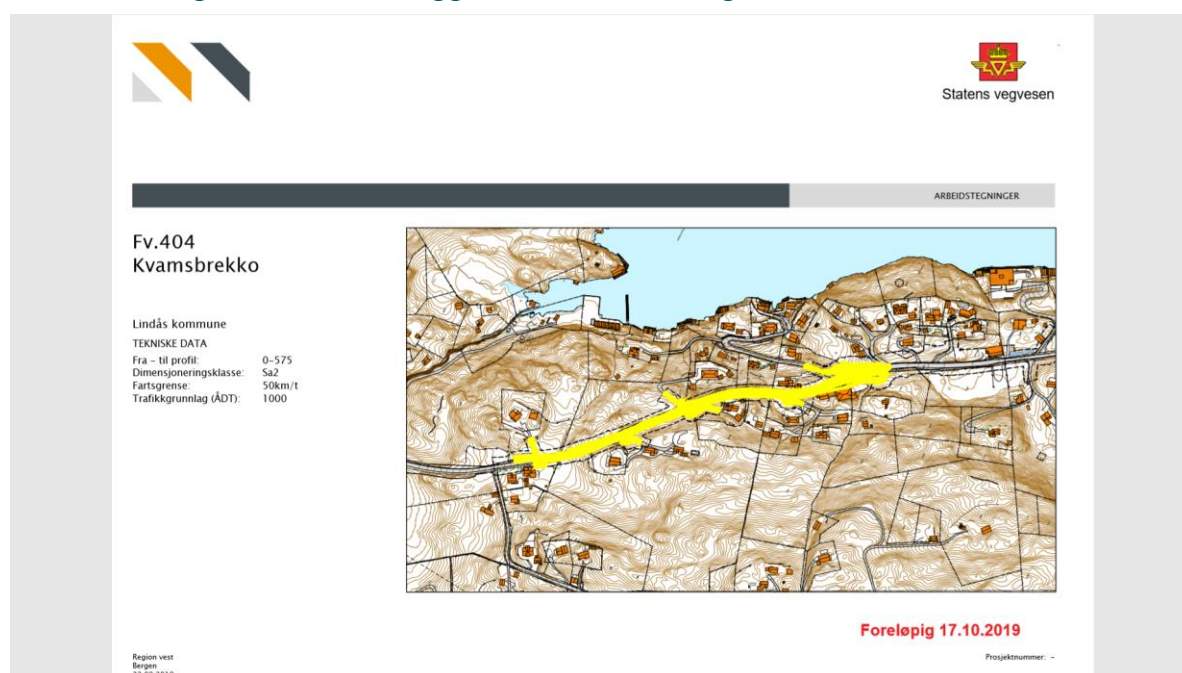 Statens vegvesen
ARBEIDSTEGNINGER
Fv.404
Kvamsbrekko
Lindås kommune
TEKNISKE DATA
Fra – til profil: 0–575
Dimensjoneringsklasse: Sa2
Fartsgrense: 50km/t
Trafikkgrunnlag (ÅDT): 1000
Foreløpig 17.10.2019
Region vest
Bergen
Prosjektnummer: –